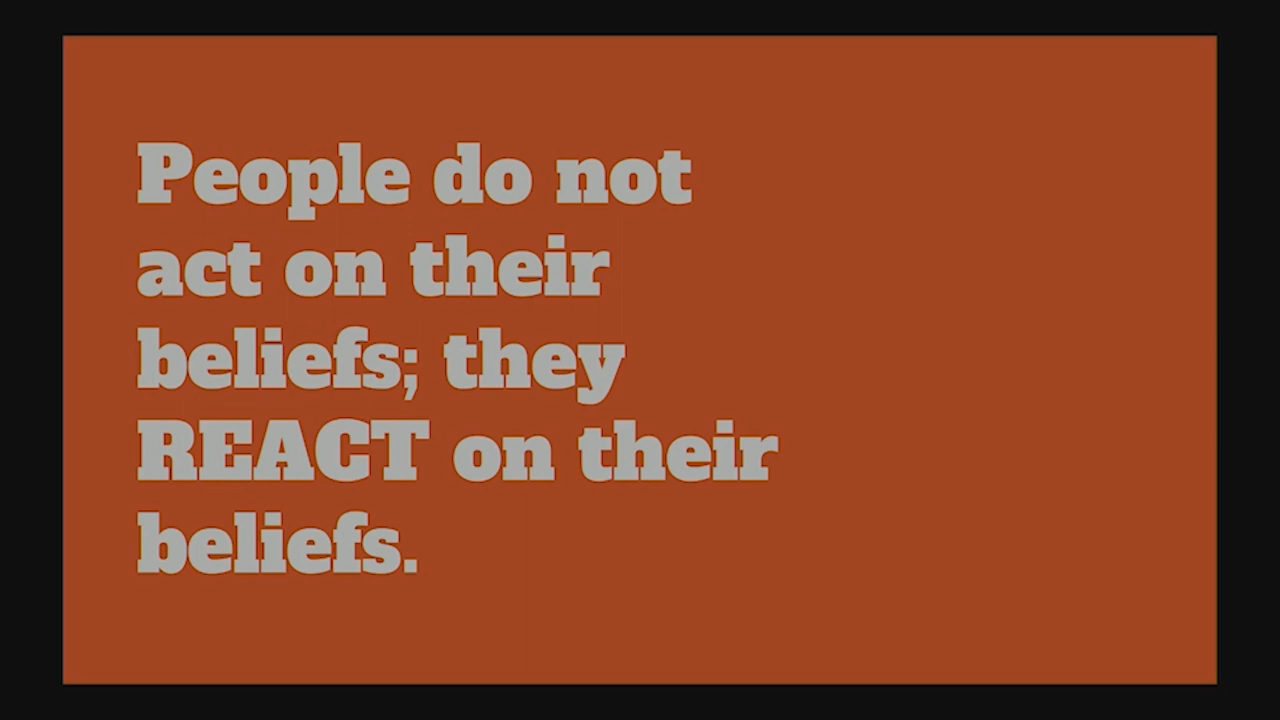 People do not
act on their
beliefs; they
REACT on their
beliefs.